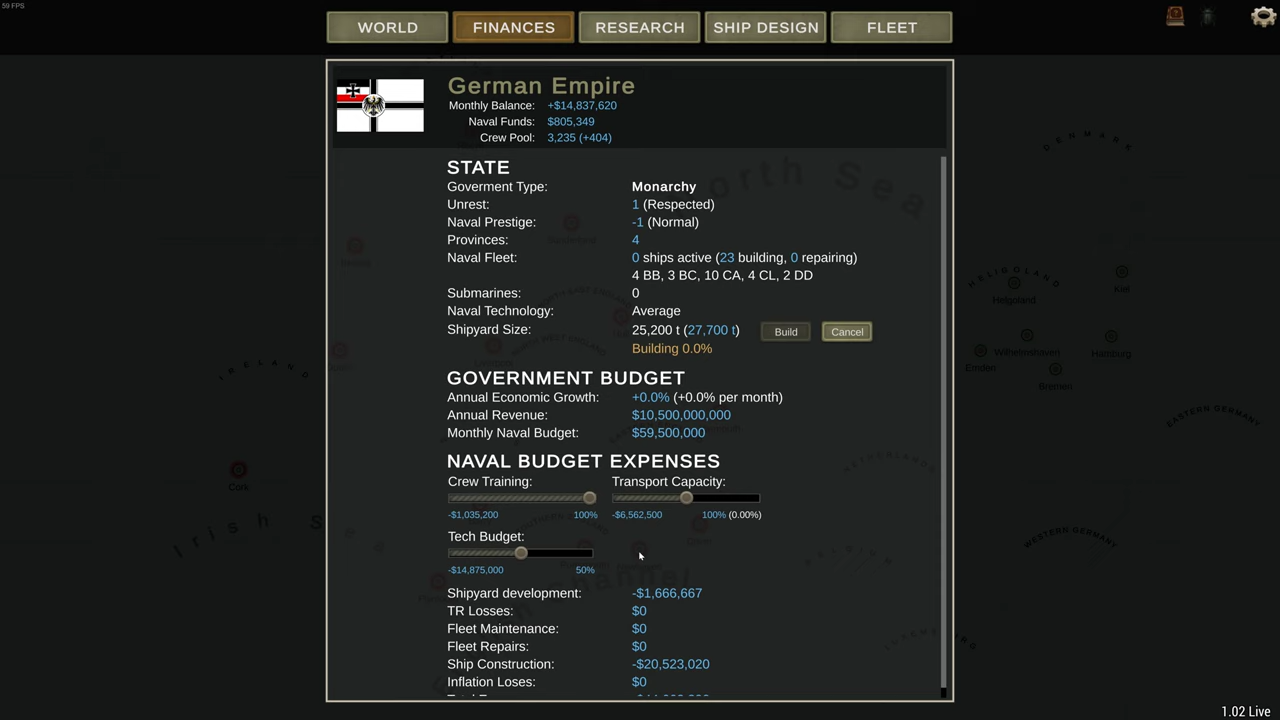 59 FPS
WORLD
FINANCES
RESEARCH
SHIP DESIGN
FLEET
German Empire
Monthly Balance: +$14,837,620
Naval Funds: $805,349
Crew Pool: 3,235 (+404)
STATE
Goverment Type: Monarchy
Unrest: 1 (Respected)
Naval Prestige: -1 (Normal)
Provinces: 4
Naval Fleet: 0 ships active (23 building, 0 repairing)
4 BB, 3 BC, 10 CA, 4 CL, 2 DD
Submarines: 0
Naval Technology: Average
Shipyard Size: 25,200 t (27,700 t) Build Cancel
Building 0.0%
GOVERNMENT BUDGET
Annual Economic Growth: +0.0% (+0.0% per month)
Annual Revenue: $10,500,000,000
Monthly Naval Budget: $59,500,000
NAVAL BUDGET EXPENSES
Crew Training: Transport Capacity:
-$1,035,200 100% -$6,562,500 100% (0.00%)
Tech Budget:
-$14,875,000 50%
Shipyard development: -$1,666,667
TR Losses: $0
Fleet Maintenance: $0
Fleet Repairs: $0
Ship Construction: -$20,523,020
Inflation Loses: $0
North Sea
DENMARK
HELIGOLAND
Helgoland
Kiel
Wilhelmshaven
Hamburg
Emden
Bremen
EASTERN GERMANY
WESTERN GERMANY
IRELAND
Cork
Irish Sea
1.02 Live